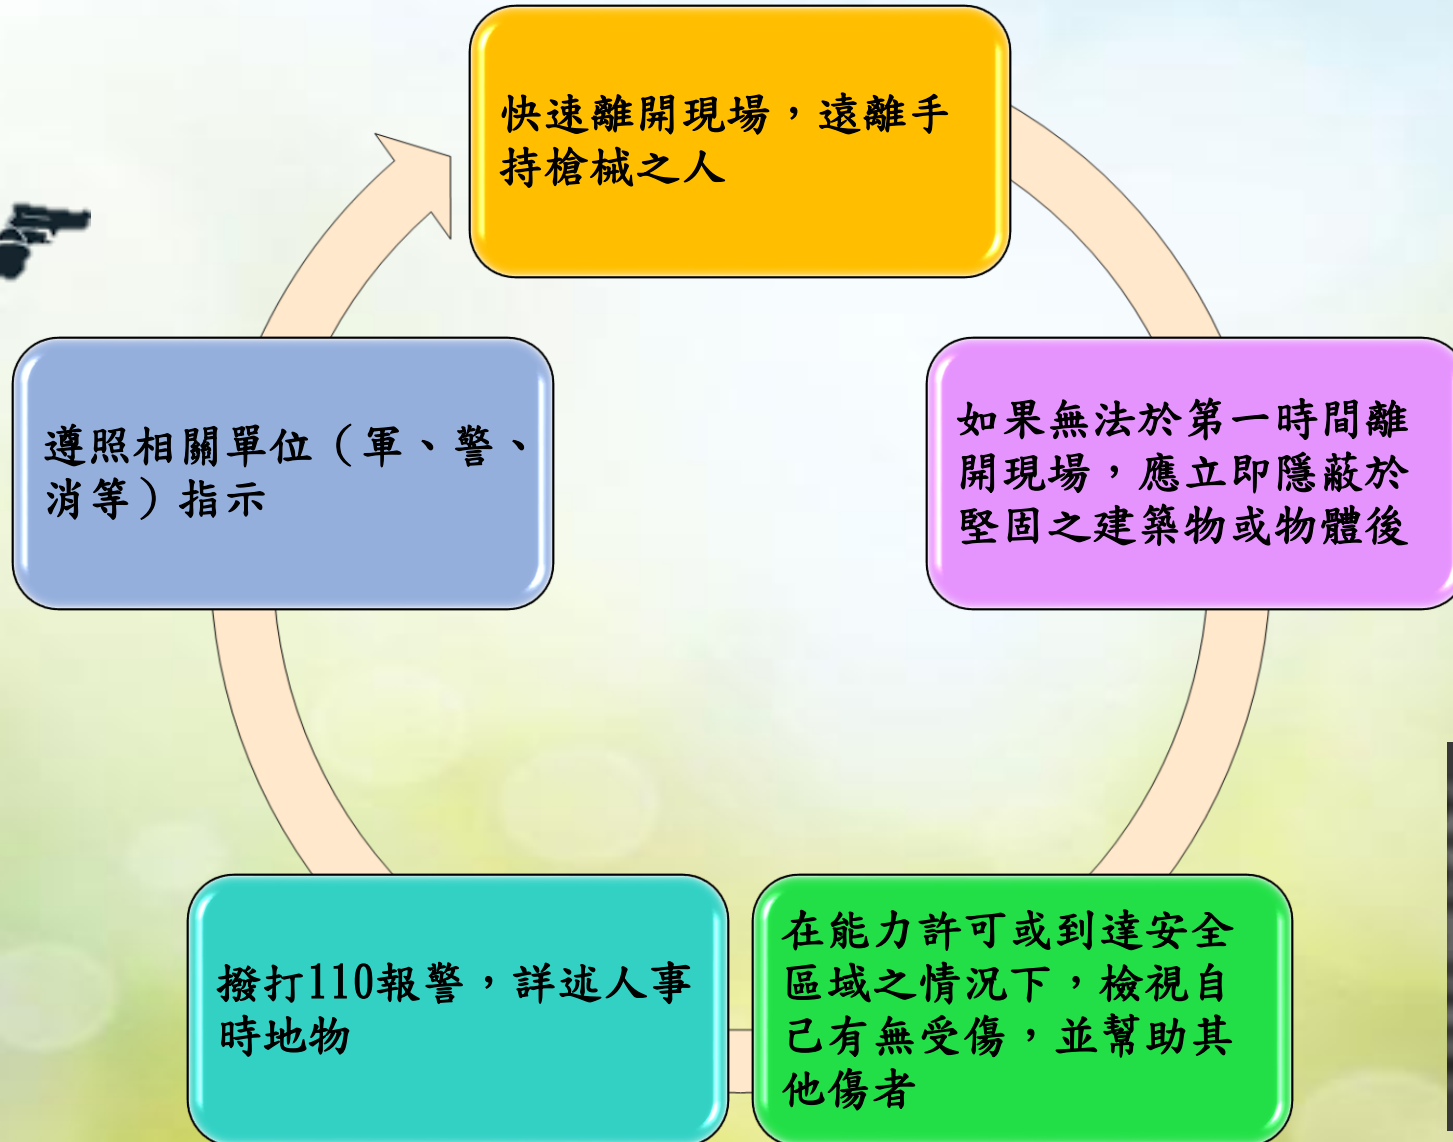 快速離開現場，遠離手
持槍械之人
如果無法於第一時間離
開現場，應立即隱蔽於
堅固之建築物或物體後
在能力許可或到達安全
區域之情況下，檢視自
己有無受傷，並幫助其
他傷者
撥打110報警，詳述人事
時地物
遵照相關單位（軍、警、
消等）指示